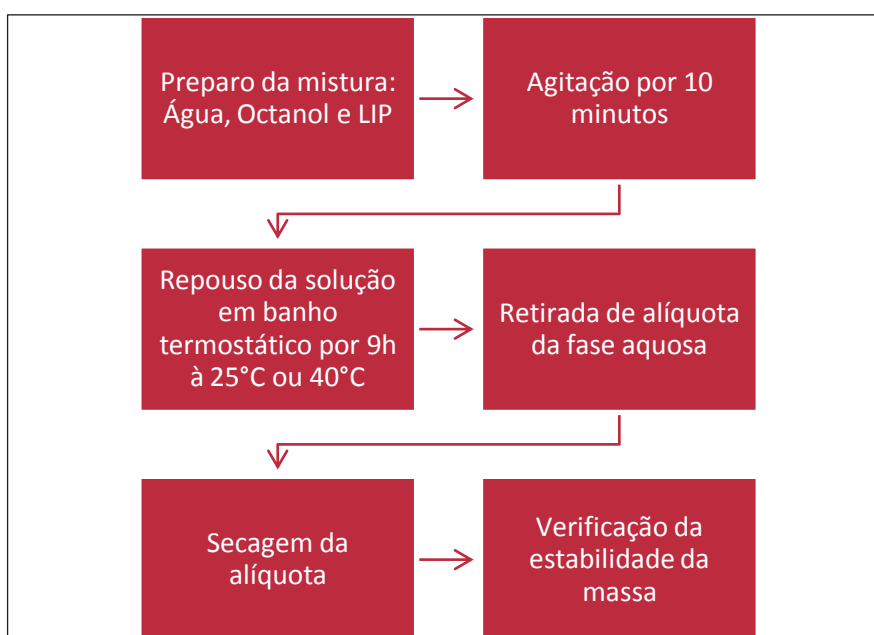 Preparo da mistura:
Água, Octanol e LIP
Agitação por 10
minutos
Repouso da solução
em banho
termostático por 9h
à 25°C ou 40°C
Retirada de alíquota
da fase aquosa
Secagem da
alíquota
Verificação da
estabilidade da
massa